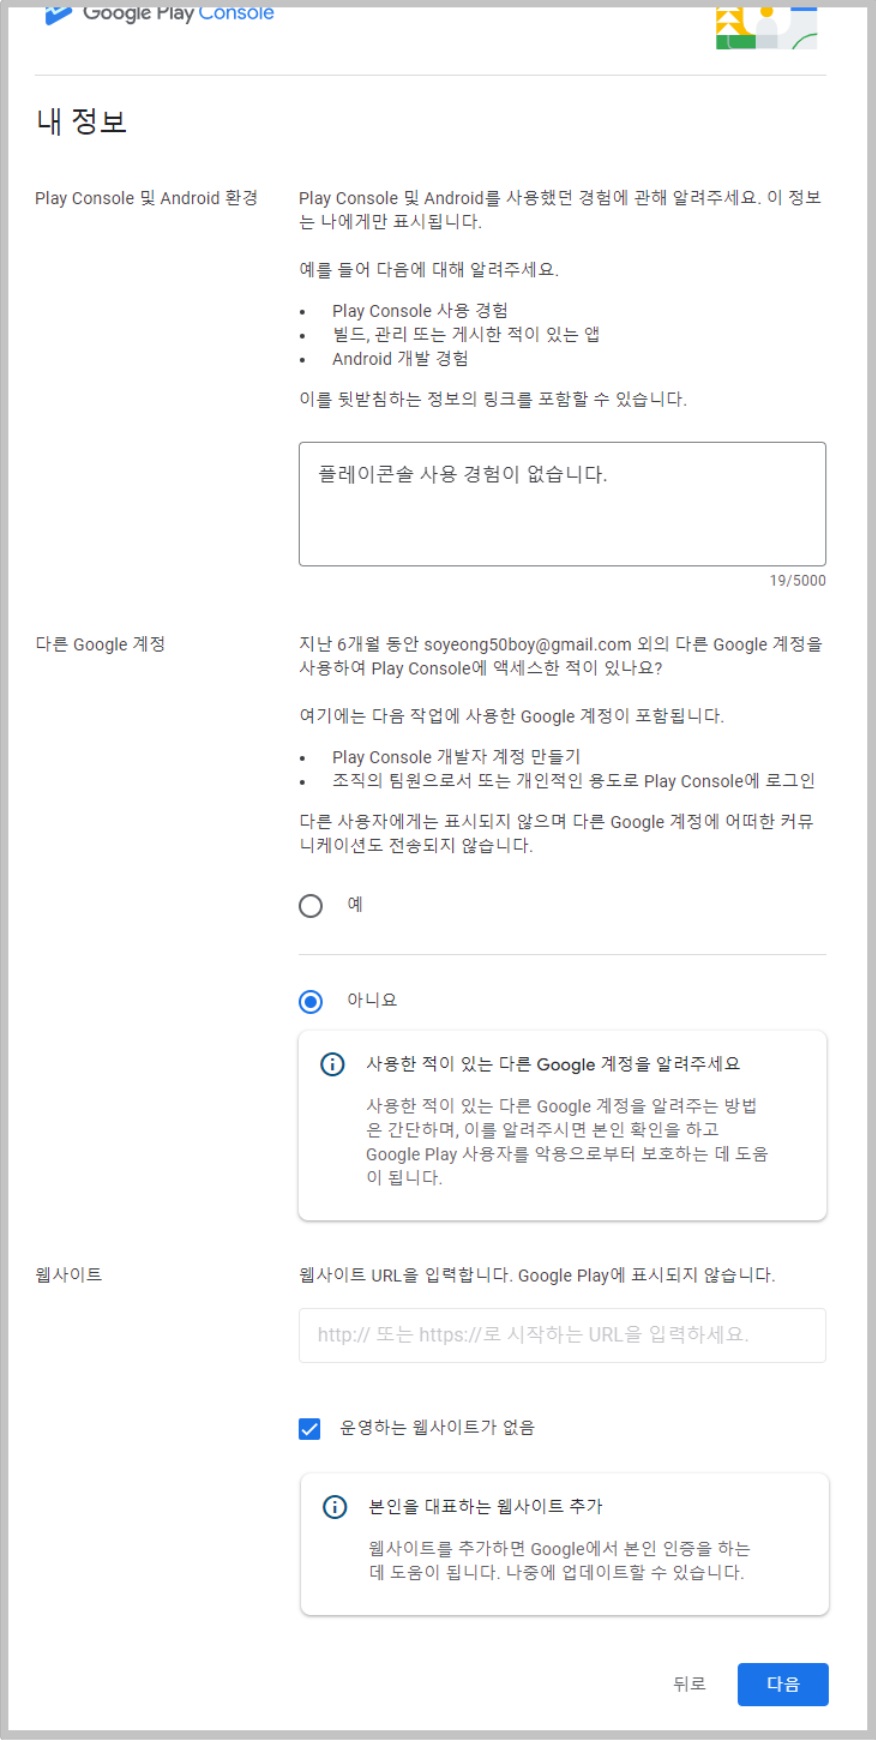 Google Play Console
내 정보
Play Console 및 Android 환경
Play Console 및 Android를 사용했던 경험에 관해 알려주세요. 이 정보
는 나에게만 표시됩니다.
예를 들어 다음에 대해 알려주세요.
• Play Console 사용 경험
• 빌드, 관리 또는 게시한 적이 있는 앱
• Android 개발 경험
이를 뒷받침하는 정보의 링크를 포함할 수 있습니다.
플레이콘솔 사용 경험이 없습니다.
19/5000
다른 Google 계정
지난 6개월 동안 soyeong50boy@gmail.com 외의 다른 Google 계정을
사용하여 Play Console에 액세스한 적이 있나요?
여기에는 다음 작업에 사용한 Google 계정이 포함됩니다.
• Play Console 개발자 계정 만들기
• 조직의 팀원으로서 또는 개인적인 용도로 Play Console에 로그인
다른 사용자에게는 표시되지 않으며 다른 Google 계정에 어떠한 커뮤
니케이션도 전송되지 않습니다.
예
아니요
사용한 적이 있는 다른 Google 계정을 알려주세요
사용한 적이 있는 다른 Google 계정을 알려주는 방법
은 간단하며, 이를 알려주시면 본인 확인을 하고
Google Play 사용자를 악용으로부터 보호하는 데 도움
이 됩니다.
웹사이트
웹사이트 URL을 입력합니다. Google Play에 표시되지 않습니다.
http:// 또는 https://로 시작하는 URL을 입력하세요.
운영하는 웹사이트가 없음
본인을 대표하는 웹사이트 추가
웹사이트를 추가하면 Google에서 본인 인증을 하는
데 도움이 됩니다. 나중에 업데이트할 수 있습니다.
뒤로
다음